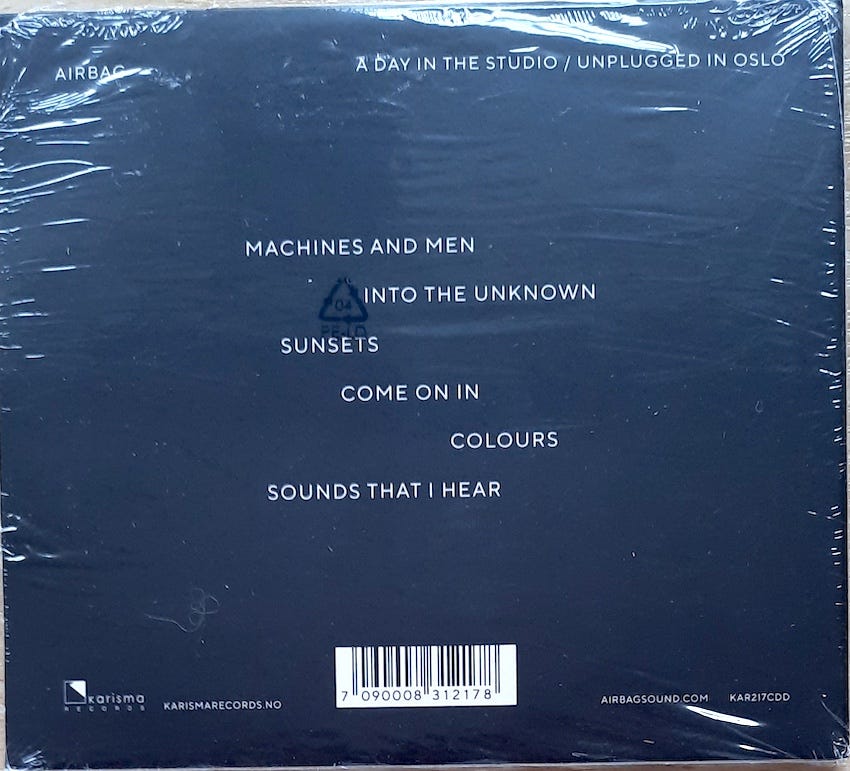 AIRBAG
A DAY IN THE STUDIO / UNPLUGGED IN OSLO
MACHINES AND MEN
INTO THE UNKNOWN
04
PE-LD
SUNSETS
COME ON IN
COLOURS
SOUNDS THAT I HEAR
karisma
RECORDS
KARISMARECORDS.NO
7 090008 312178
AIRBAGSOUND.COM
KAR217CDD